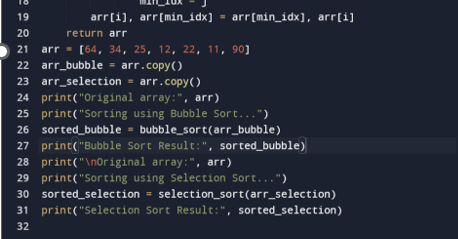 18 min_idx = j
19 arr[i], arr[min_idx] = arr[min_idx], arr[i]
20 return arr
21 arr = [64, 34, 25, 12, 22, 11, 90]
22 arr_bubble = arr.copy()
23 arr_selection = arr.copy()
24 print("Original array:", arr)
25 print("Sorting using Bubble Sort...")
26 sorted_bubble = bubble_sort(arr_bubble)
27 print("Bubble Sort Result:", sorted_bubble)
28 print("\nOriginal array:", arr)
29 print("Sorting using Selection Sort...")
30 sorted_selection = selection_sort(arr_selection)
31 print("Selection Sort Result:", sorted_selection)
32